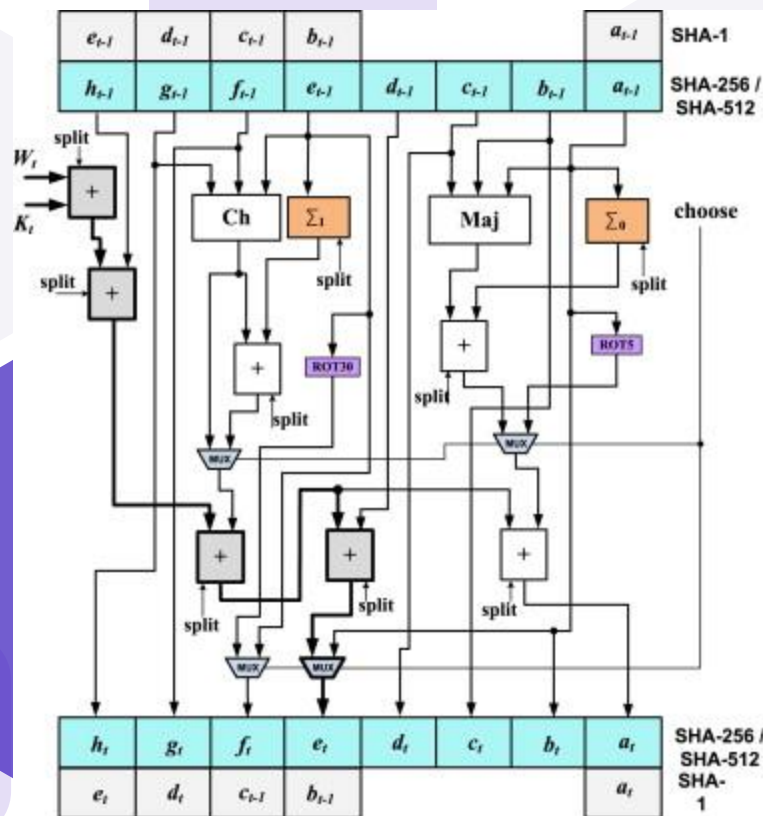 e_{t-1} d_{t-1} c_{t-1} b_{t-1} a_{t-1} SHA-1
h_{t-1} g_{t-1} f_{t-1} e_{t-1} d_{t-1} c_{t-1} b_{t-1} a_{t-1} SHA-256 /
SHA-512
split
W_t
+
K_t
Ch
∑₁
Maj
∑₀
choose
split
+
split
split
+
ROT30
+
ROT5
split
split
MUX
MUX
+
+
+
split
split
split
MUX
MUX
h_t g_t f_t e_t d_t c_t b_t a_t SHA-256 /
SHA-512
e_t d_t c_{t-1} b_{t-1} a_t SHA-
1